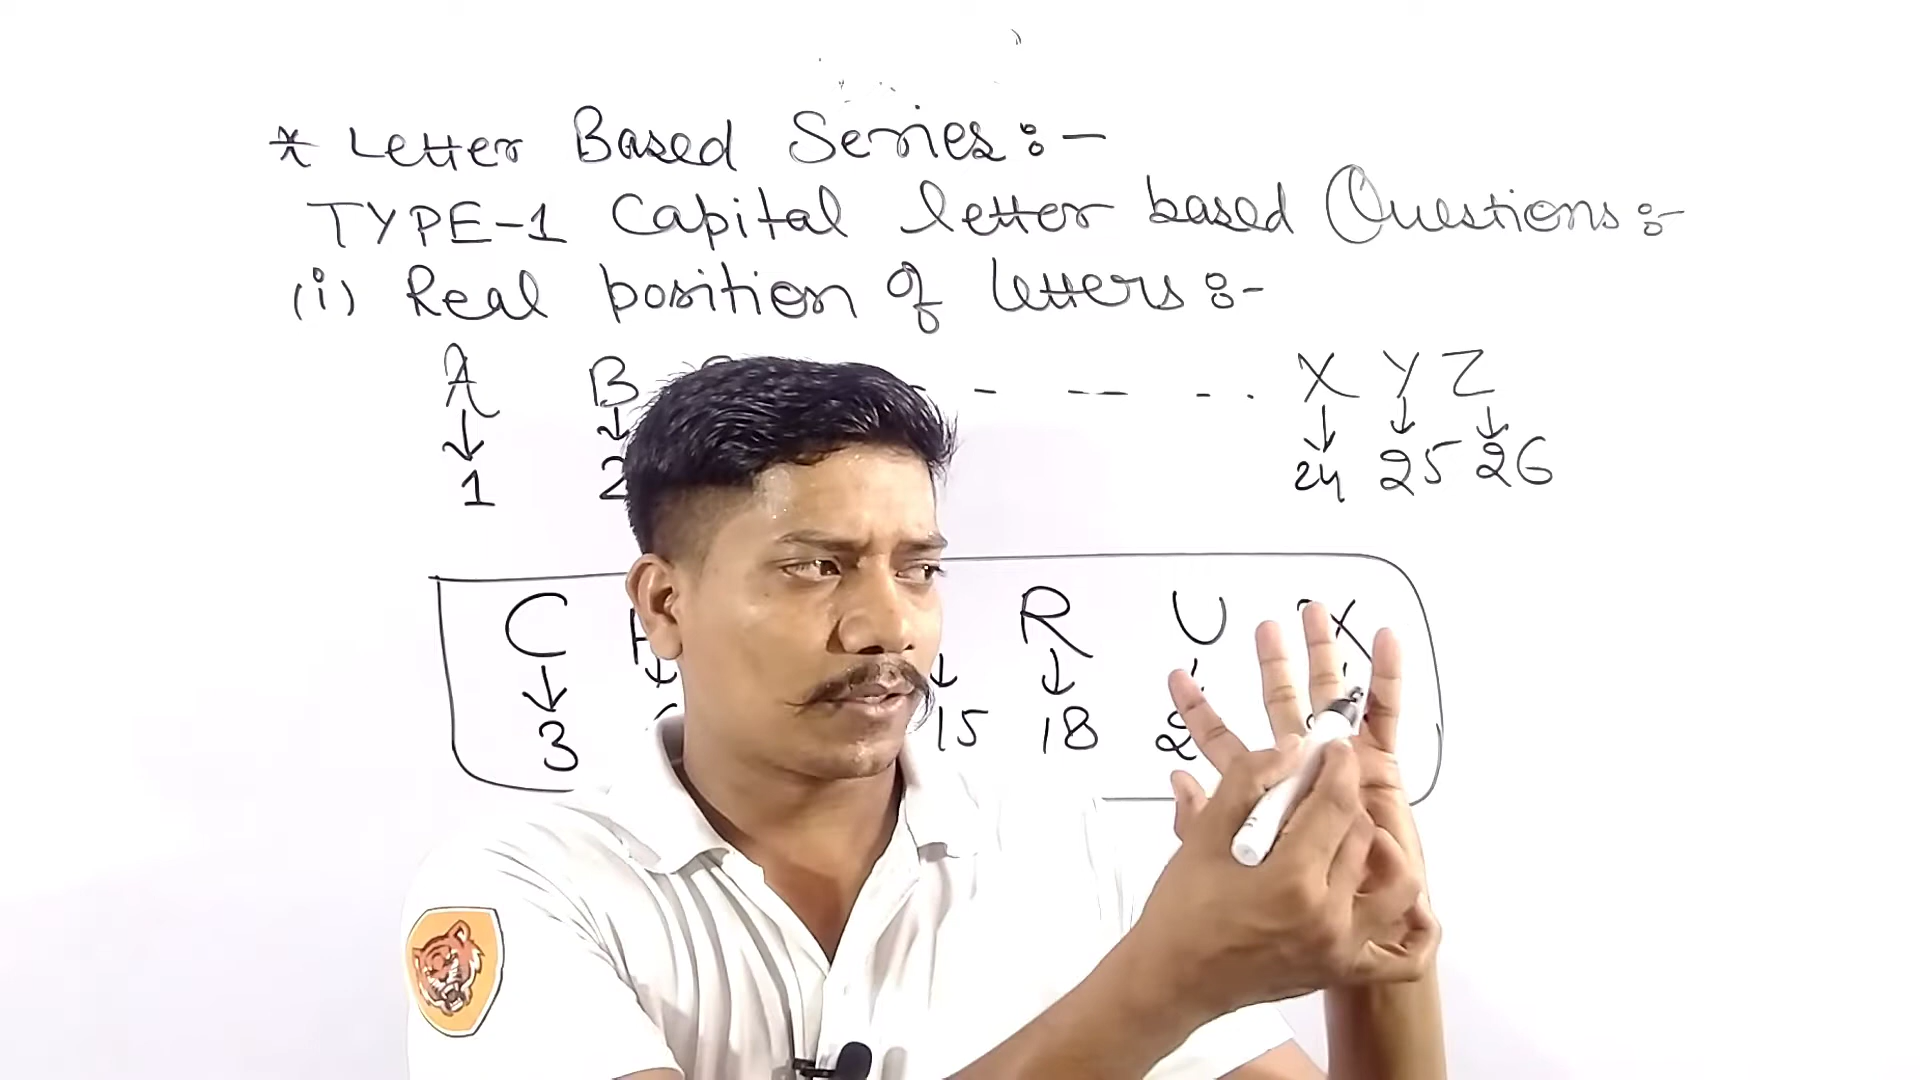 * Letter Based Series :-
TYPE-1 Capital letter based Questions :-
(i) Real position of letters :-
A B - -- -.. X Y Z
1 2 24 25 26
C R U X
3 15 18 2